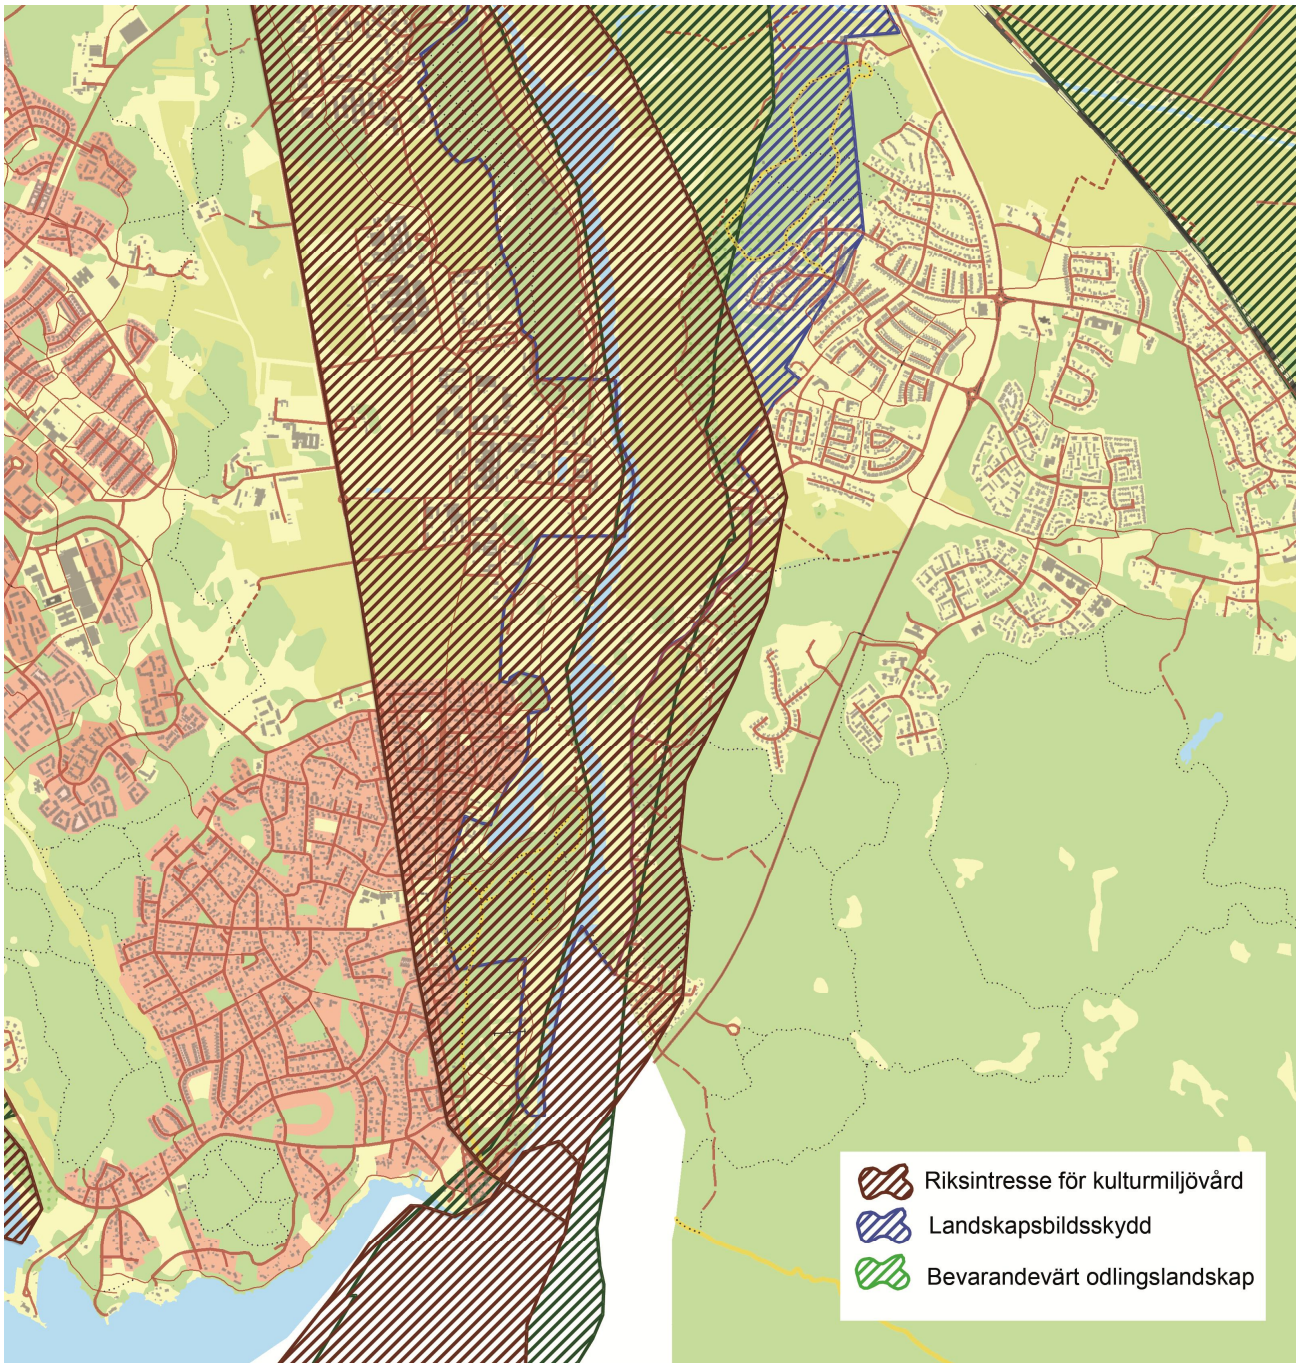 Riksintresse för kulturmiljövård
Landskapsbildsskydd
Bevarandevärt odlingslandskap